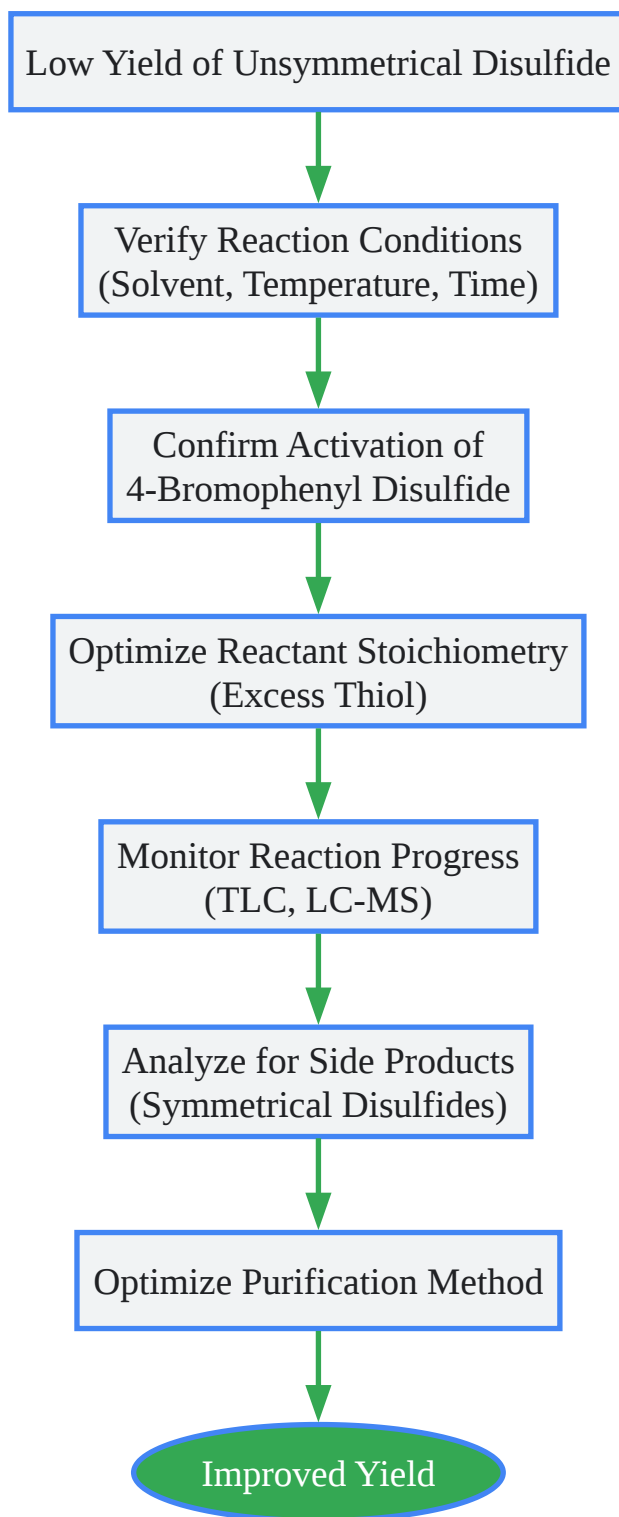 Low Yield of Unsymmetrical Disulfide
Verify Reaction Conditions
(Solvent, Temperature, Time)
Confirm Activation of
4-Bromophenyl Disulfide
Optimize Reactant Stoichiometry
(Excess Thiol)
Monitor Reaction Progress
(TLC, LC-MS)
Analyze for Side Products
(Symmetrical Disulfides)
Optimize Purification Method
Improved Yield